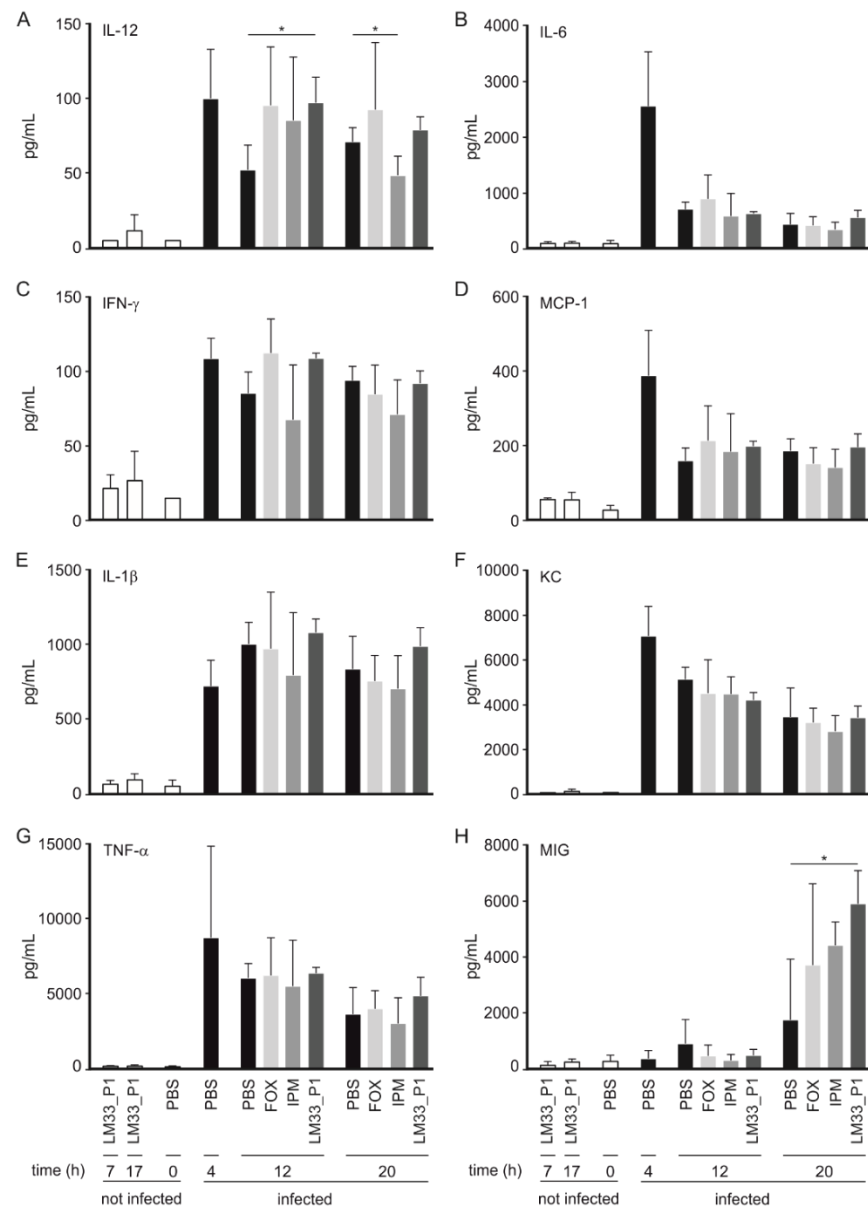 A IL-12 *  *
150
100
50
0
pg/mL
B IL-6
4000
3000
2000
1000
0
pg/mL
C IFN-γ
150
100
50
0
pg/mL
D MCP-1
600
400
200
0
pg/mL
E IL-1β
1500
1000
500
0
pg/mL
F KC
10000
8000
6000
4000
2000
0
pg/mL
G TNF-α
15000
10000
5000
0
pg/mL
H MIG *
8000
6000
4000
2000
0
pg/mL
LM33_P1 LM33_P1 PBS PBS PBS FOX IPM LM33_P1 PBS FOX IPM LM33_P1
time (h) 7 17 0 4 12 20
not infected infected
LM33_P1 LM33_P1 PBS PBS PBS FOX IPM LM33_P1 PBS FOX IPM LM33_P1
time (h) 7 17 0 4 12 20
not infected infected